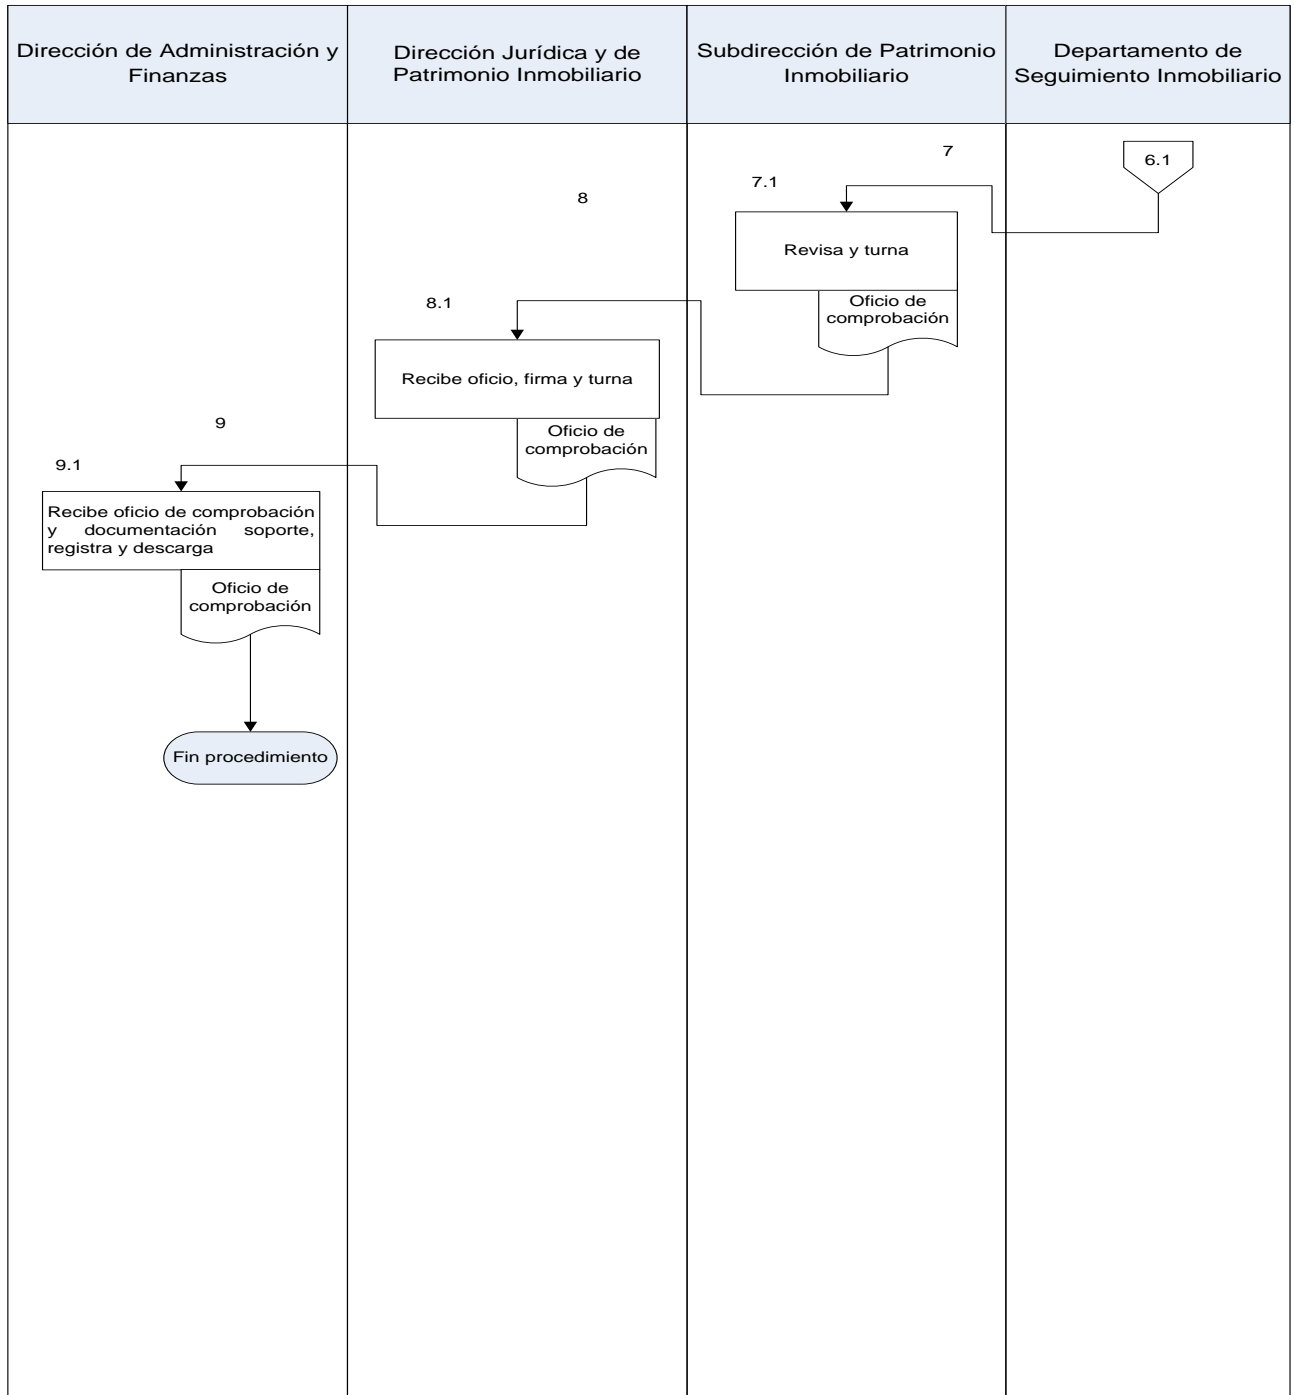 Dirección de Administración y
Finanzas
Dirección Jurídica y de
Patrimonio Inmobiliario
Subdirección de Patrimonio
Inmobiliario
Departamento de
Seguimiento Inmobiliario
7
6.1
7.1
8
Revisa y turna
Oficio de
comprobación
8.1
Recibe oficio, firma y turna
Oficio de
comprobación
9
9.1
Recibe oficio de comprobación
y documentación soporte,
registra y descarga
Oficio de
comprobación
Fin procedimiento